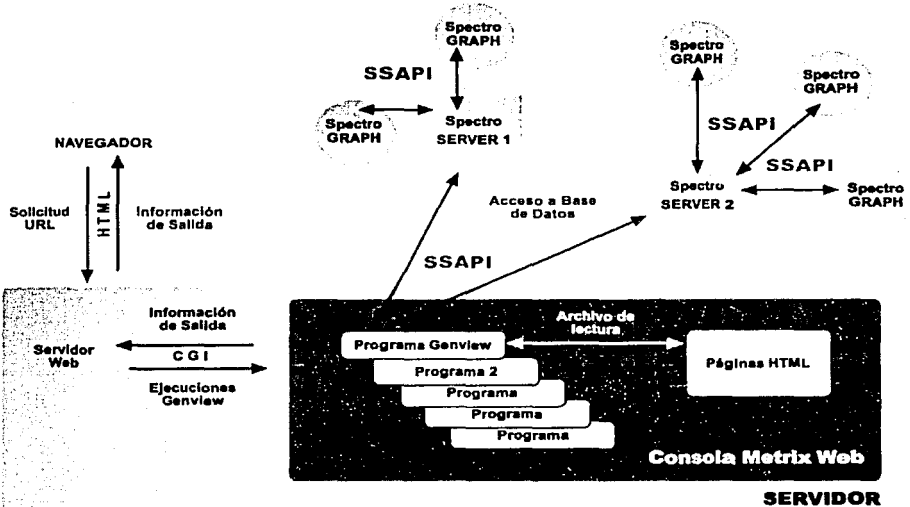 Spectro
GRAPH
SSAPI
Spectro
GRAPH
Spectro
SERVER 1
Spectro
GRAPH
Spectro
GRAPH
SSAPI
SSAPI
Spectro
SERVER 2
Spectro
GRAPH
NAVEGADOR
Solicitud
URL
HTML
Información
de Salida
Acceso a Base
de Datos
SSAPI
Información
de Salida
Servidor
Web
CGI
Ejecuciones
Genview
Archivo de
lectura
Programa Genview
Programa 2
Programa
Programa
Programa
Páginas HTML
Consola Metrix Web
SERVIDOR